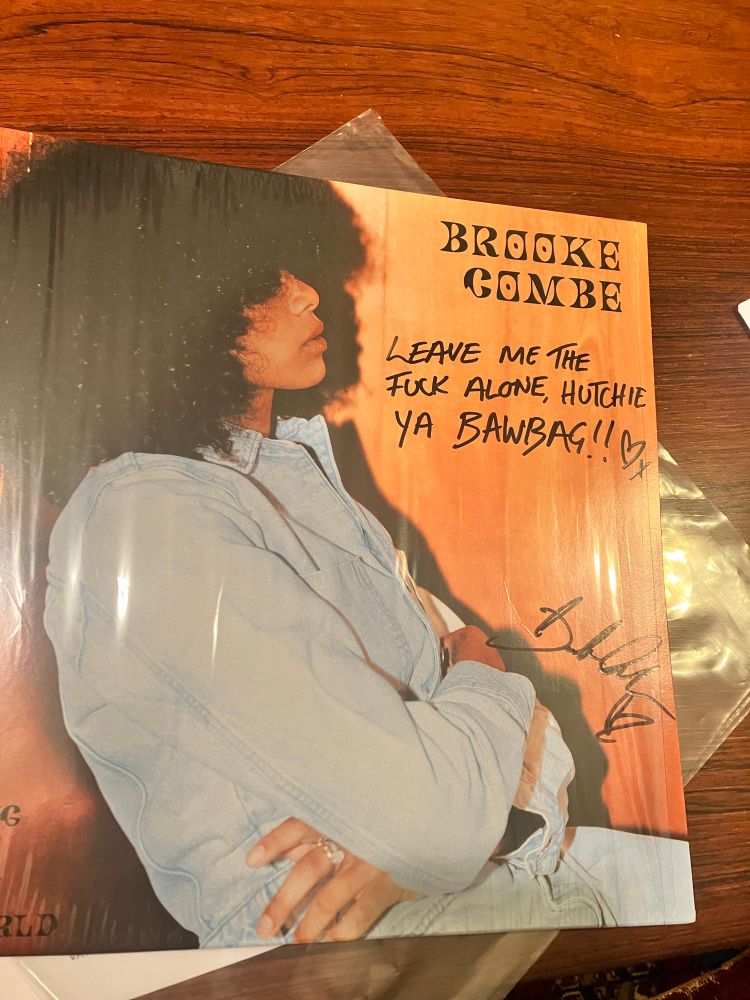 BROOKE
COMBE
LEAVE ME THE
FUCK ALONE, HUTCHIE
YA BAWBAG!!